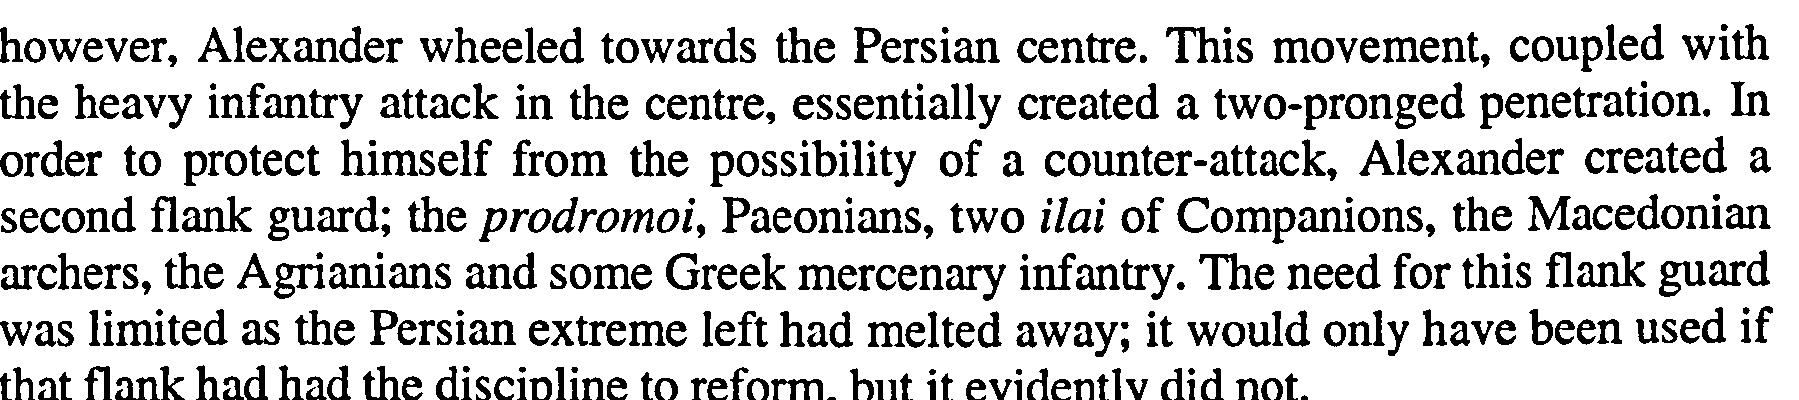 however, Alexander wheeled towards the Persian centre. This movement, coupled with
the heavy infantry attack in the centre, essentially created a two-pronged penetration. In
order to protect himself from the possibility of a counter-attack, Alexander created a
second flank guard; the prodromoi, Paeonians, two ilai of Companions, the Macedonian
archers, the Agrianians and some Greek mercenary infantry. The need for this flank guard
was limited as the Persian extreme left had melted away; it would only have been used if
that flank had had the discipline to reform, but it evidently did not.